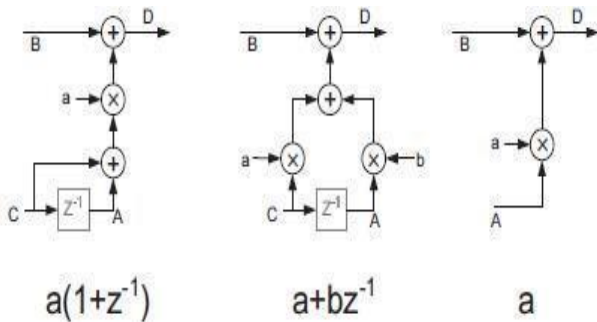 D D D
B + B + B +
a × + a ×
+ a × × b
C Z⁻¹ A C Z⁻¹ A A
a(1+z⁻¹) a+bz⁻¹ a